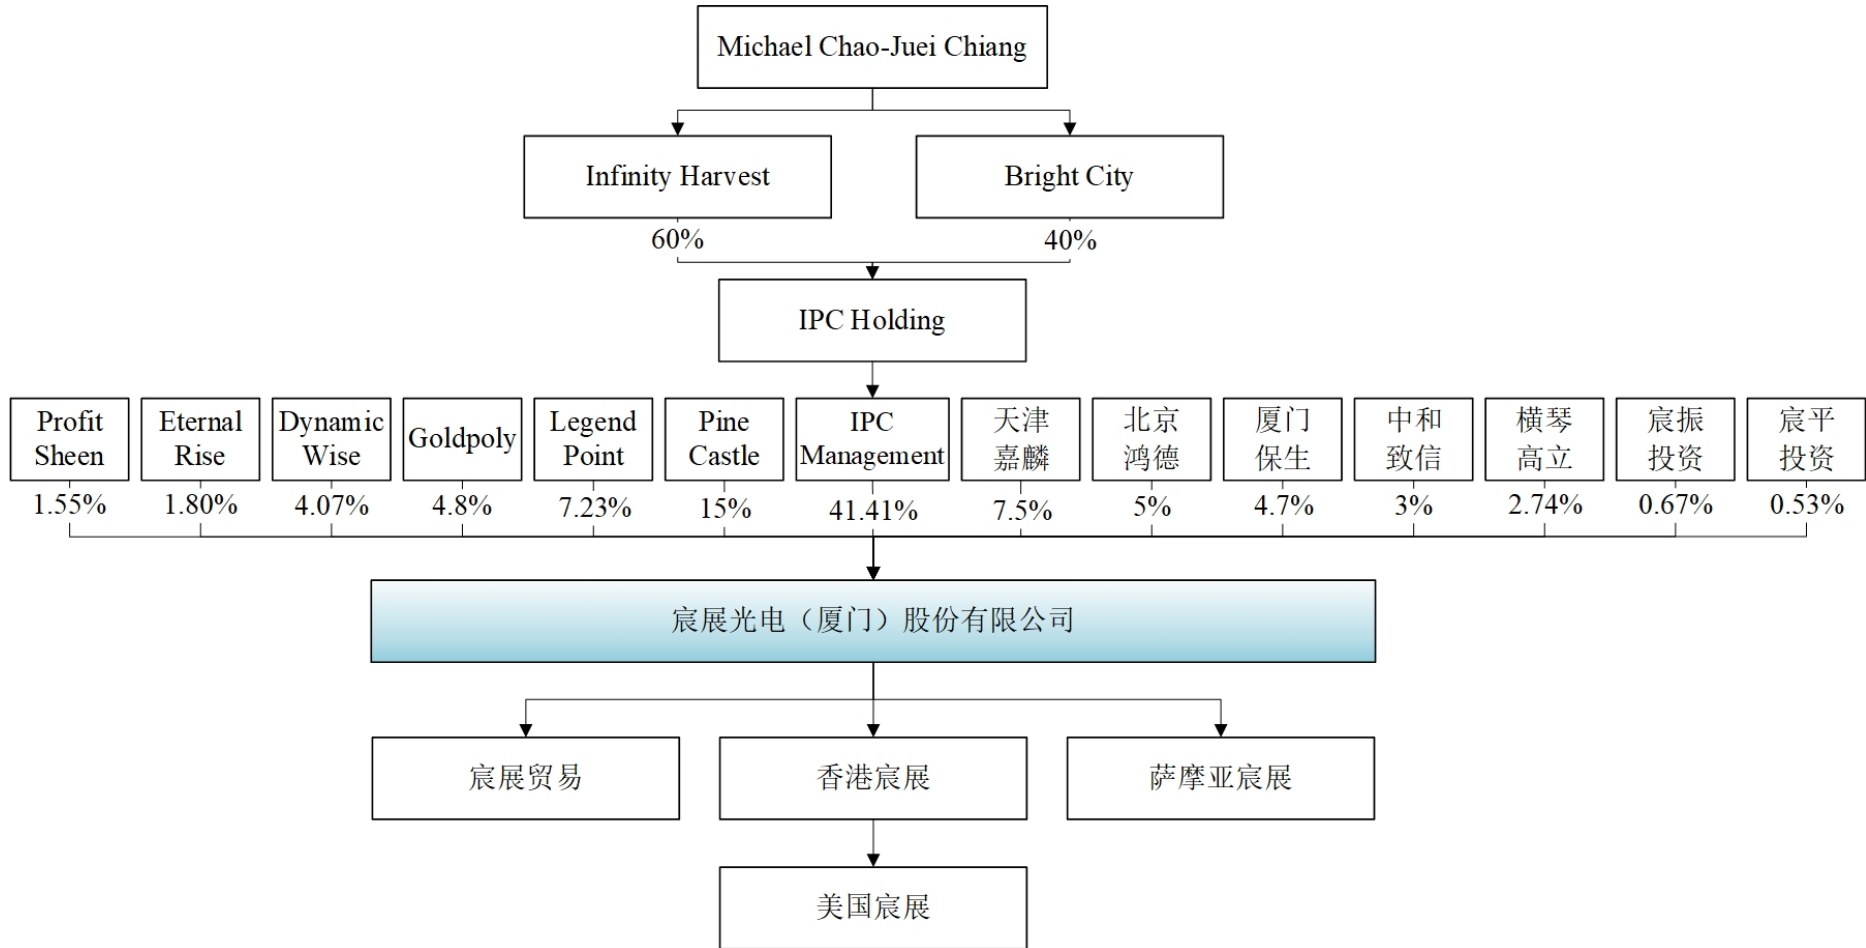 Michael Chao-Juei Chiang
Infinity Harvest
Bright City
60%
40%
IPC Holding
Profit
Sheen
Eternal
Rise
Dynamic
Wise
Goldpoly
Legend
Point
Pine
Castle
IPC
Management
天津
嘉麟
北京
鸿德
厦门
保生
中和
致信
横琴
高立
宸振
投资
宸平
投资
1.55%
1.80%
4.07%
4.8%
7.23%
15%
41.41%
7.5%
5%
4.7%
3%
2.74%
0.67%
0.53%
宸展光电（厦门）股份有限公司
宸展贸易
香港宸展
萨摩亚宸展
美国宸展